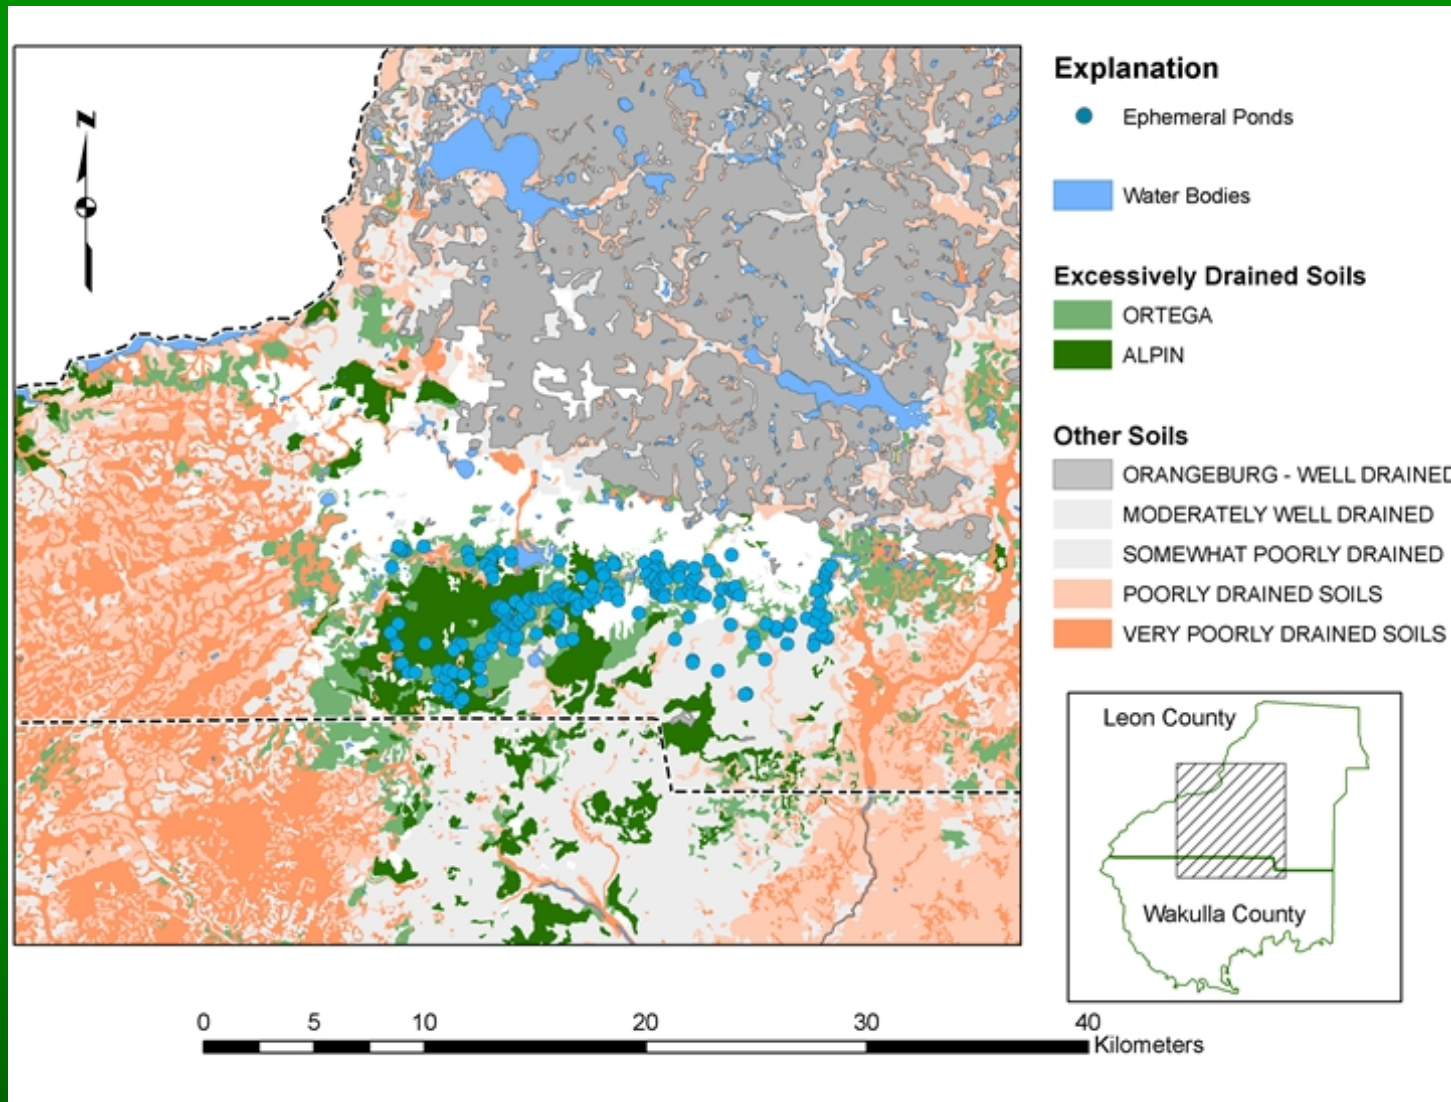 Z
Explanation
Ephemeral Ponds
Water Bodies
Excessively Drained Soils
ORTEGA
ALPIN
Other Soils
ORANGEBURG - WELL DRAINED
MODERATELY WELL DRAINED
SOMEWHAT POORLY DRAINED
POORLY DRAINED SOILS
VERY POORLY DRAINED SOILS
Leon County
Wakulla County
0 5 10 20 30 40
Kilometers